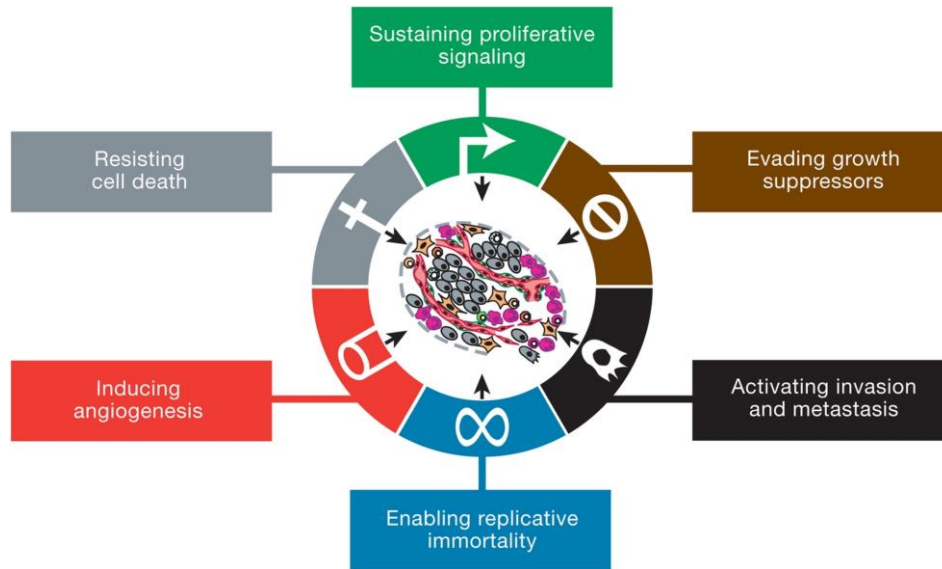 Sustaining proliferative
signaling
Resisting
cell death
Evading growth
suppressors
Inducing
angiogenesis
Activating invasion
and metastasis
Enabling replicative
immortality